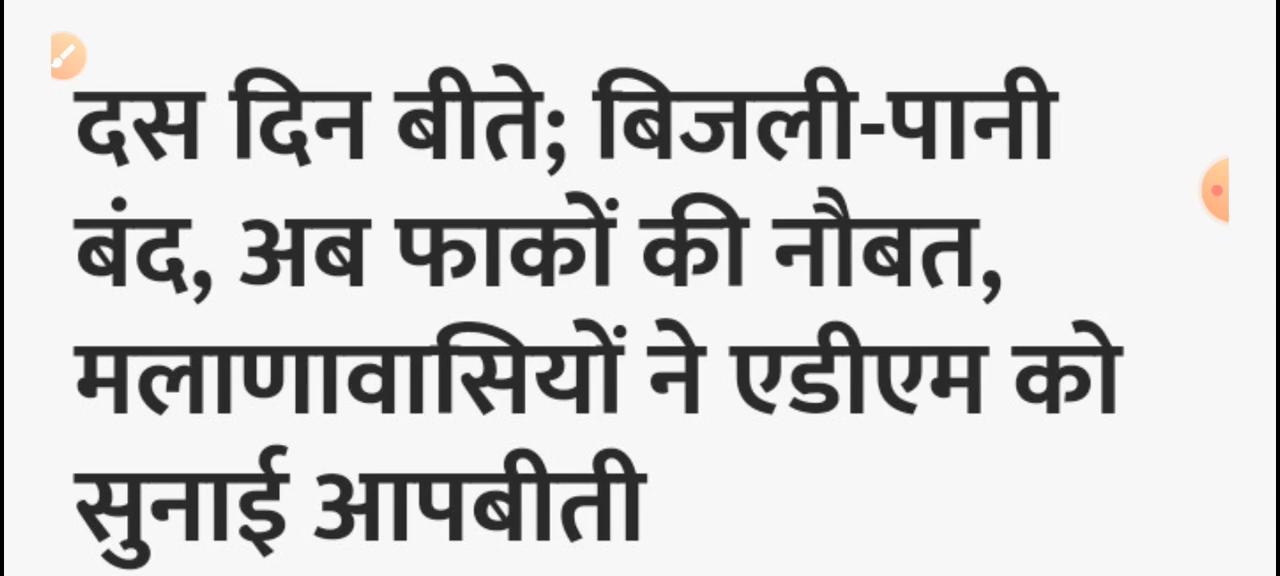 दस दिन बीते; बिजली-पानी
बंद, अब फाकों की नौबत,
मलाणावासियों ने एडीएम को
सुनाई आपबीती